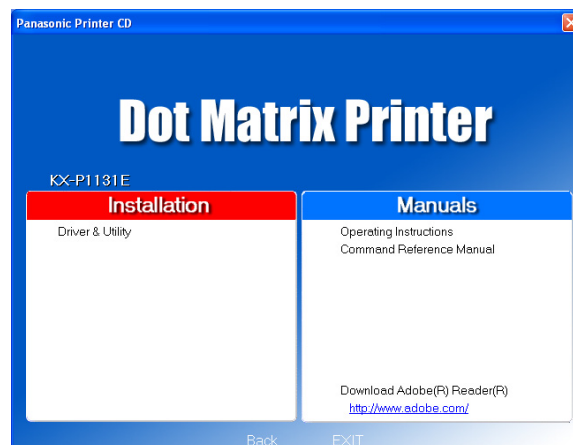 Panasonic Printer CD
Dot Matrix Printer
KX-P1131E
Installation
Driver & Utility
Manuals
Operating Instructions
Command Reference Manual
Download Adobe(R) Reader(R)
http://www.adobe.com/
Back EXIT